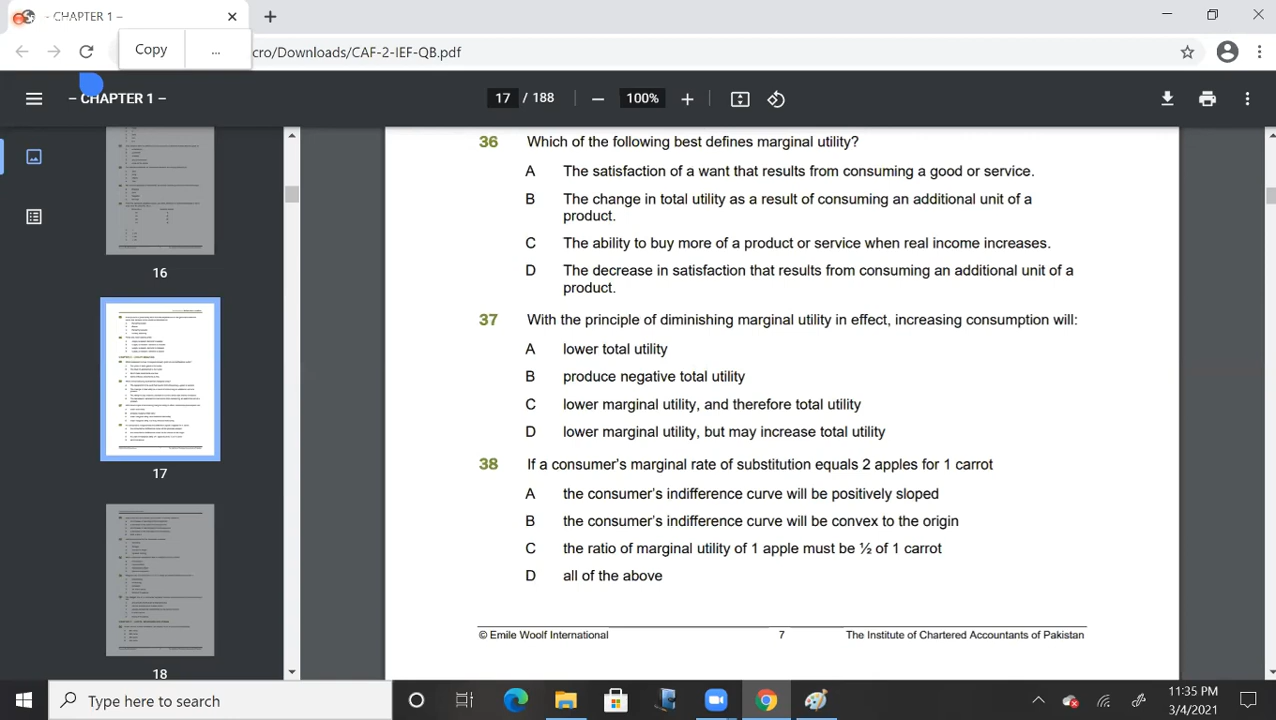 – CHAPTER 1 –
Copy
...
cro/Downloads/CAF-2-IEF-QB.pdf
– CHAPTER 1 –
17 / 188
100%
16
17
18
36 Which of the following best defines marginal utility?
A The satisfaction of a want that results from consuming a good or service.
B The change in total utility as a result of consuming an additional unit of a
product.
C The ability to buy more of a product or service when real income increases.
D The decrease in satisfaction that results from consuming an additional unit of a
product.
37 With the principle of diminishing marginal utility in effect, increasing consumption will:
A lower total utility
B produce negative total utility
C lower marginal utility, and therefore total utility
D lower marginal utility, but may increase total utility
38 If a consumer's marginal rate of substitution equals 2 apples for 1 carrot
A the consumer's indifference curve will be positively sloped
B the consumer's indifference curve will be convex to the origin
C the ratio of marginal utility of 1 apple must be ½ of 1 carrot
D all of the above
© Emile Woolf International 7 The Institute of Chartered Accountants of Pakistan
Type here to search
11:35 PM
3/4/2021